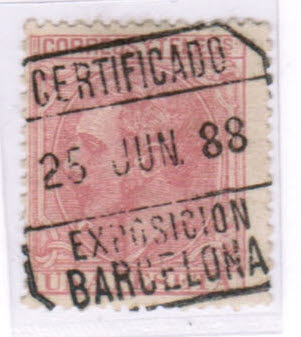 CERTIFICADO
25 JUN. 88
EXPOSICION
BARCELONA